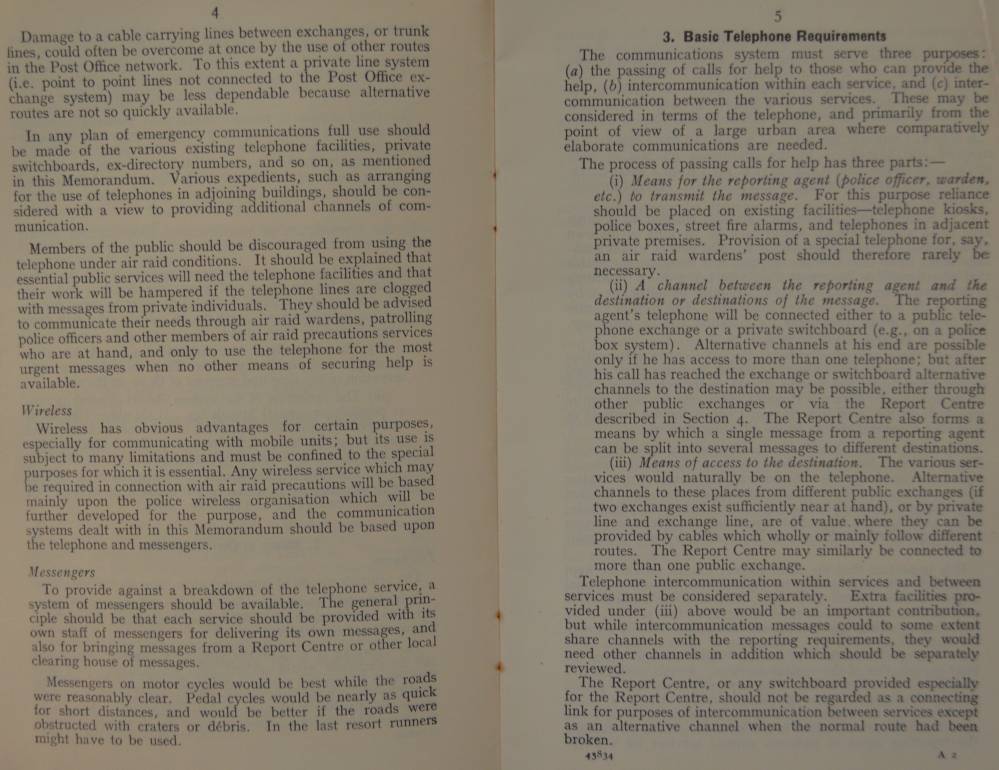 4
Damage to a cable carrying lines between exchanges, or trunk
lines, could often be overcome at once by the use of other routes
in the Post Office network. To this extent a private line system
(i.e. point to point lines not connected to the Post Office ex-
change system) may be less dependable because alternative
routes are not so quickly available.
In any plan of emergency communications full use should
be made of the various existing telephone facilities, private
switchboards, ex-directory numbers, and so on, as mentioned
in this Memorandum. Various expedients, such as arranging
for the use of telephones in adjoining buildings, should be con-
sidered with a view to providing additional channels of com-
munication.
Members of the public should be discouraged from using the
telephone under air raid conditions. It should be explained that
essential public services will need the telephone facilities and that
their work will be hampered if the telephone lines are clogged
with messages from private individuals. They should be advised
to communicate their needs through air raid wardens, patrolling
police officers and other members of air raid precautions services
who are at hand, and only to use the telephone for the most
urgent messages when no other means of securing help is
available.
Wireless
Wireless has obvious advantages for certain purposes,
especially for communicating with mobile units; but its use is
subject to many limitations and must be confined to the special
purposes for which it is essential. Any wireless service which may
be required in connection with air raid precautions will be based
mainly upon the police wireless organisation which will be
further developed for the purpose, and the communication
systems dealt with in this Memorandum should be based upon
the telephone and messengers.
Messengers
To provide against a breakdown of the telephone service, a
system of messengers should be available. The general prin-
ciple should be that each service should be provided with its
own staff of messengers for delivering its own messages, and
also for bringing messages from a Report Centre or other local
clearing house of messages.
Messengers on motor cycles would be best while the roads
were reasonably clear. Pedal cycles would be nearly as quick
for short distances, and would be better if the roads were
obstructed with craters or débris. In the last resort runners
might have to be used.
5
3. Basic Telephone Requirements
The communications system must serve three purposes:
(a) the passing of calls for help to those who can provide the
help, (b) intercommunication within each service, and (c) inter-
communication between the various services. These may be
considered in terms of the telephone, and primarily from the
point of view of a large urban area where comparatively
elaborate communications are needed.
The process of passing calls for help has three parts:—
(i) Means for the reporting agent (police officer, warden,
etc.) to transmit the message. For this purpose reliance
should be placed on existing facilities—telephone kiosks,
police boxes, street fire alarms, and telephones in adjacent
private premises. Provision of a special telephone for, say,
an air raid wardens' post should therefore rarely be
necessary.
(ii) A channel between the reporting agent and the
destination or destinations of the message. The reporting
agent's telephone will be connected either to a public tele-
phone exchange or a private switchboard (e.g., on a police
box system). Alternative channels at his end are possible
only if he has access to more than one telephone; but after
his call has reached the exchange or switchboard alternative
channels to the destination may be possible, either through
other public exchanges or via the Report Centre
described in Section 4. The Report Centre also forms a
means by which a single message from a reporting agent
can be split into several messages to different destinations.
(iii) Means of access to the destination. The various ser-
vices would naturally be on the telephone. Alternative
channels to these places from different public exchanges (if
two exchanges exist sufficiently near at hand), or by private
line and exchange line, are of value where they can be
provided by cables which wholly or mainly follow different
routes. The Report Centre may similarly be connected to
more than one public exchange.
Telephone intercommunication within services and between
services must be considered separately. Extra facilities pro-
vided under (iii) above would be an important contribution,
but while intercommunication messages could to some extent
share channels with the reporting requirements, they would
need other channels in addition which should be separately
reviewed.
The Report Centre, or any switchboard provided especially
for the Report Centre, should not be regarded as a connecting
link for purposes of intercommunication between services except
as an alternative channel when the normal route had been
broken.
43834 A 2